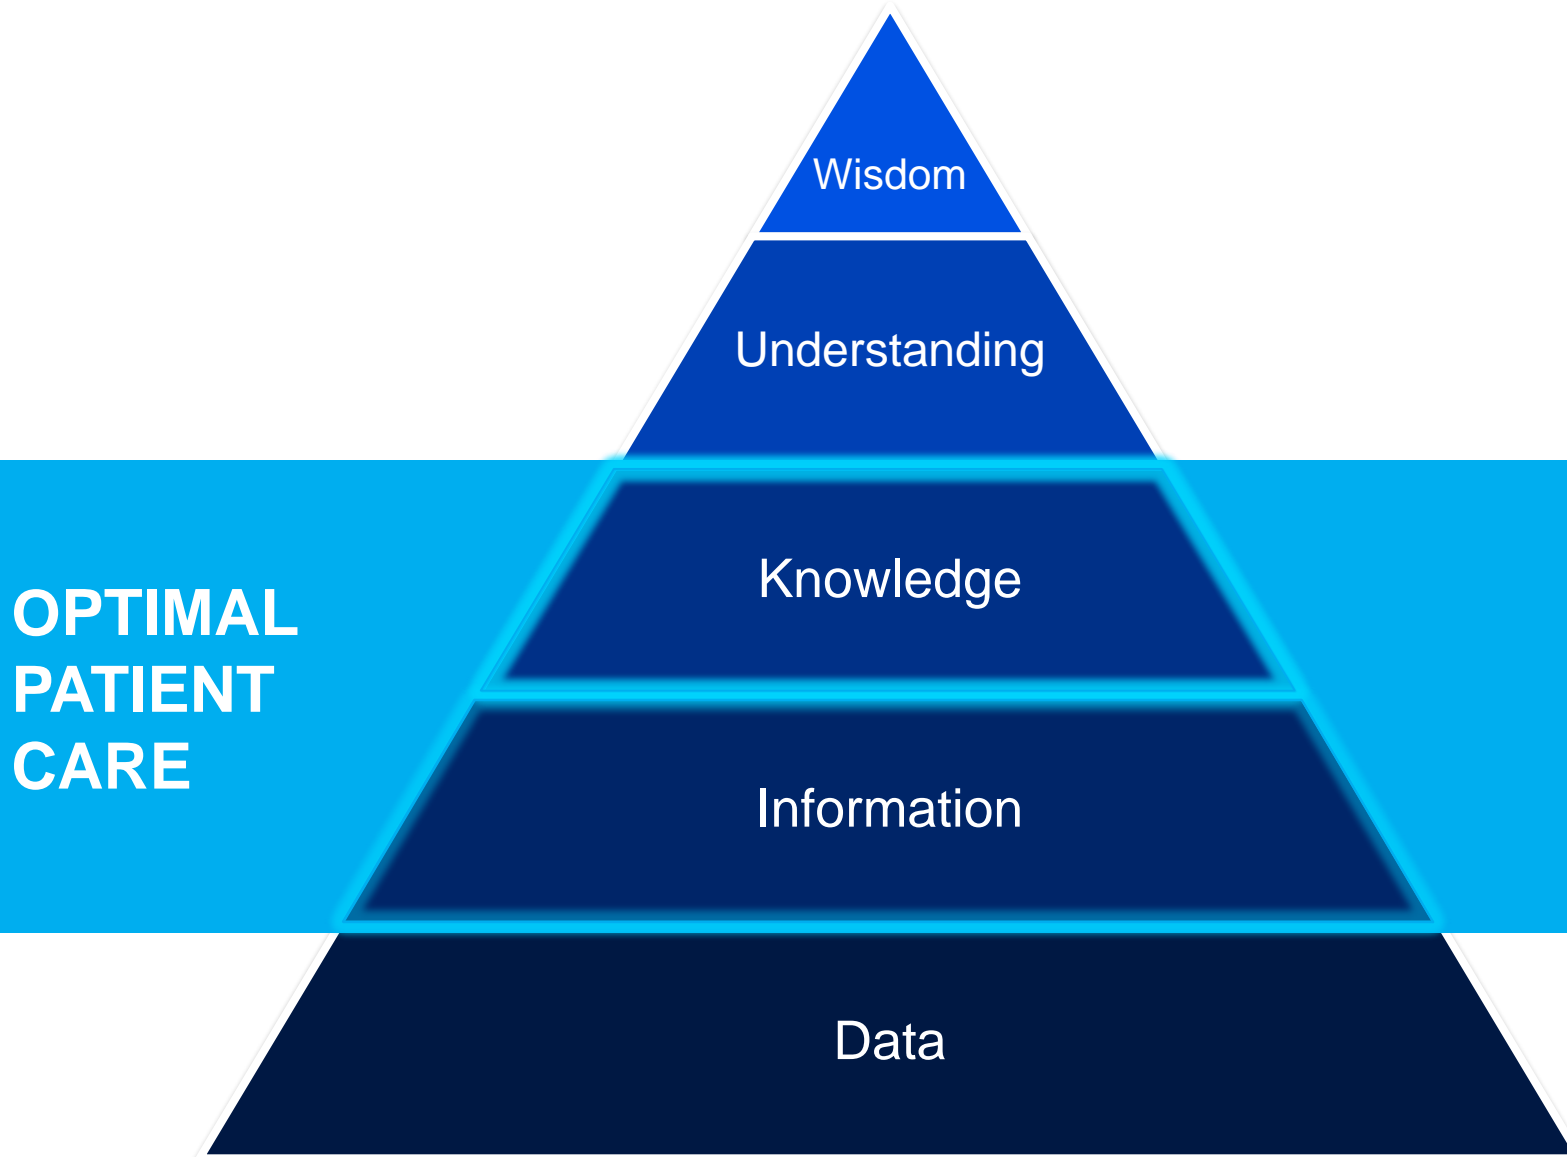 Wisdom
Understanding
Knowledge
OPTIMAL
PATIENT
CARE
Information
Data